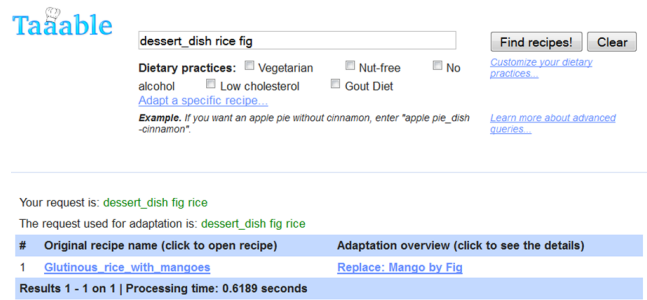 Taaable
dessert_dish rice fig
Find recipes! Clear
Dietary practices: Vegetarian Nut-free No
alcohol Low cholesterol Gout Diet
Customize your dietary
practices...
Adapt a specific recipe...
Example. If you want an apple pie without cinnamon, enter "apple pie_dish
-cinnamon".
Learn more about advanced
queries...
Your request is: dessert_dish fig rice
The request used for adaptation is: dessert_dish fig rice
# Original recipe name (click to open recipe) Adaptation overview (click to see the details)
1 Glutinous_rice_with_mangoes Replace: Mango by Fig
Results 1 - 1 on 1 | Processing time: 0.6189 seconds